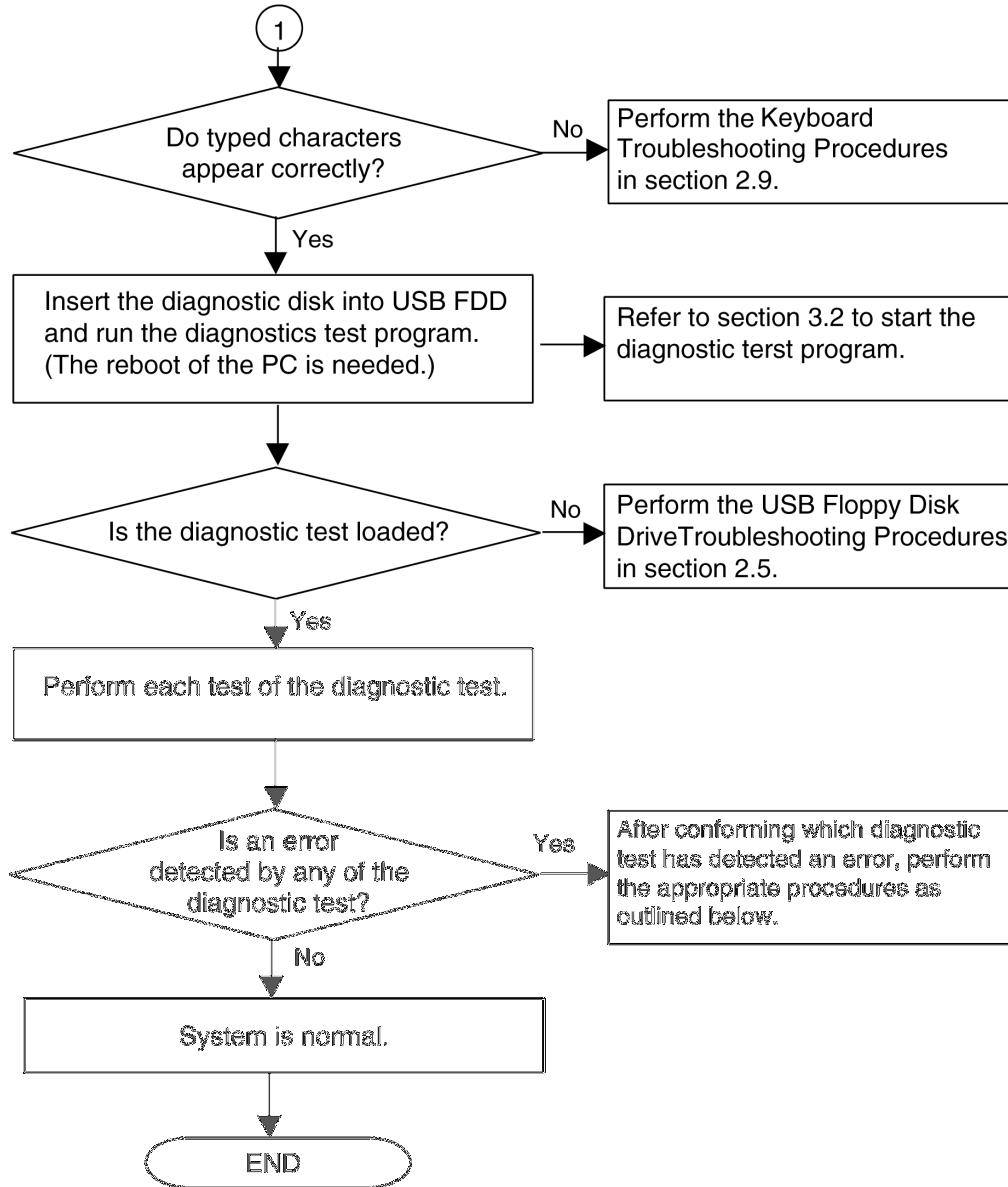 1
Do typed characters
appear correctly?
No
Perform the Keyboard
Troubleshooting Procedures
in section 2.9.
Yes
Insert the diagnostic disk into USB FDD
and run the diagnostics test program.
(The reboot of the PC is needed.)
Refer to section 3.2 to start the
diagnostic terst program.
Is the diagnostic test loaded?
No
Perform the USB Floppy Disk
DriveTroubleshooting Procedures
in section 2.5.
Yes
Perform each test of the diagnostic test.
Is an error
detected by any of the
diagnostic test?
Yes
After conforming which diagnostic
test has detected an error, perform
the appropriate procedures as
outlined below.
No
System is normal.
END